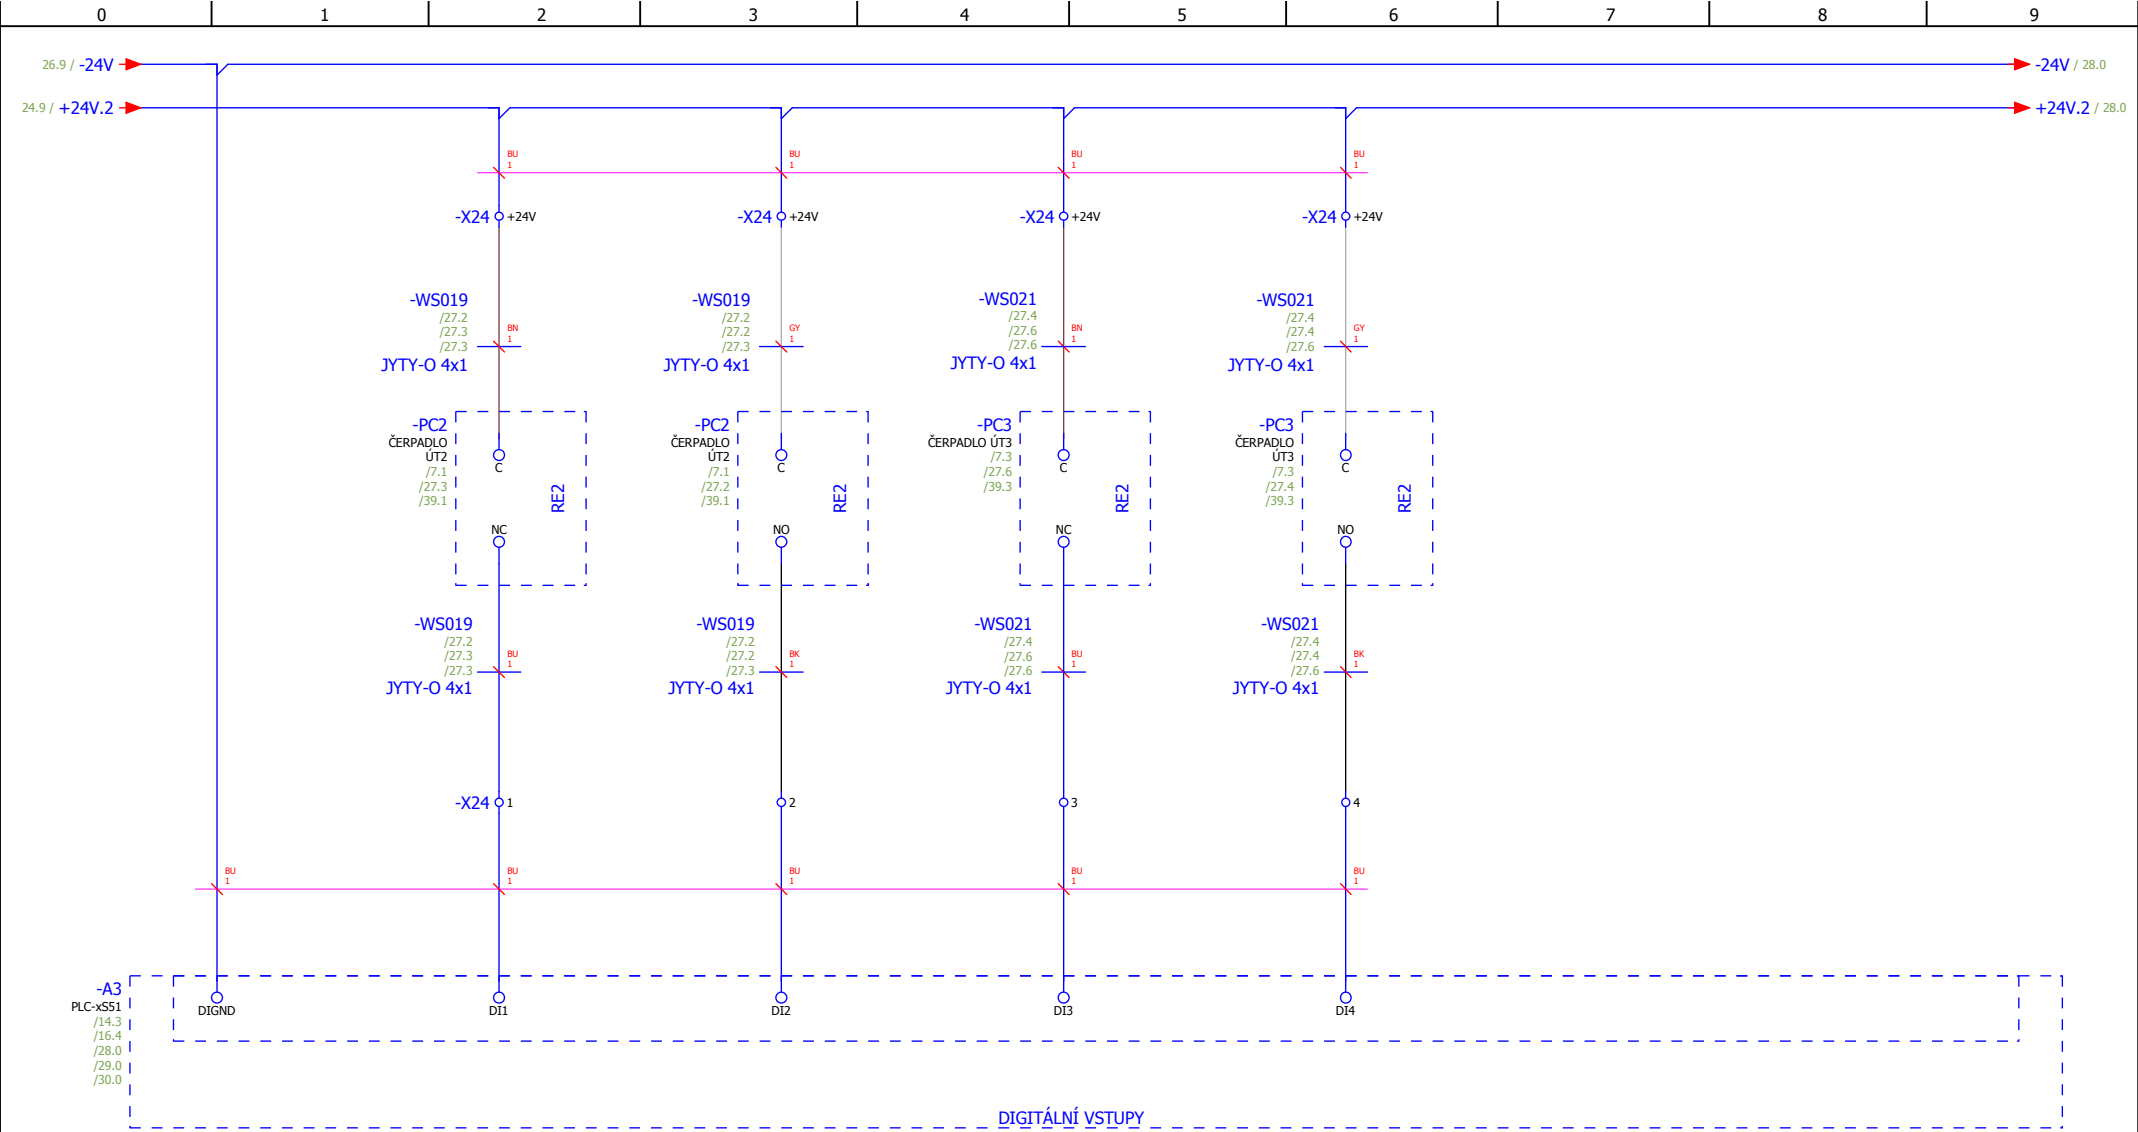 0 1 2 3 4 5 6 7 8 9
26.9 / -24V -24V / 28.0
24.9 / +24V.2 +24V.2 / 28.0
BU BU BU BU
1 1 1 1
-X24 +24V -X24 +24V -X24 +24V -X24 +24V
-WS019
/27.2
/27.3
/27.3
JYTY-O 4x1
BN
1
-WS019
/27.2
/27.2
/27.3
JYTY-O 4x1
GY
1
-WS021
/27.4
/27.6
/27.6
JYTY-O 4x1
BN
1
-WS021
/27.4
/27.4
/27.6
JYTY-O 4x1
GY
1
-PC2
ČERPADLO
ÚT2
/7.1
/27.3
/39.1
C
RE2
NC
-PC2
ČERPADLO
ÚT2
/7.1
/27.2
/39.1
C
RE2
NO
-PC3
ČERPADLO ÚT3
/7.3
/27.6
/39.3
C
RE2
NC
-PC3
ČERPADLO
ÚT3
/7.3
/27.4
/39.3
C
RE2
NO
-WS019
/27.2
/27.3
/27.3
JYTY-O 4x1
BU
1
-WS019
/27.2
/27.2
/27.3
JYTY-O 4x1
BK
1
-WS021
/27.4
/27.6
/27.6
JYTY-O 4x1
BU
1
-WS021
/27.4
/27.4
/27.6
JYTY-O 4x1
BK
1
-X24 1 2 3 4
BU BU BU BU BU
1 1 1 1 1
-A3
PLC-xS51
/14.3
/16.4
/28.0
/29.0
/30.0
DIGND DI1 DI2 DI3 DI4
DIGITÁLNÍ VSTUPY